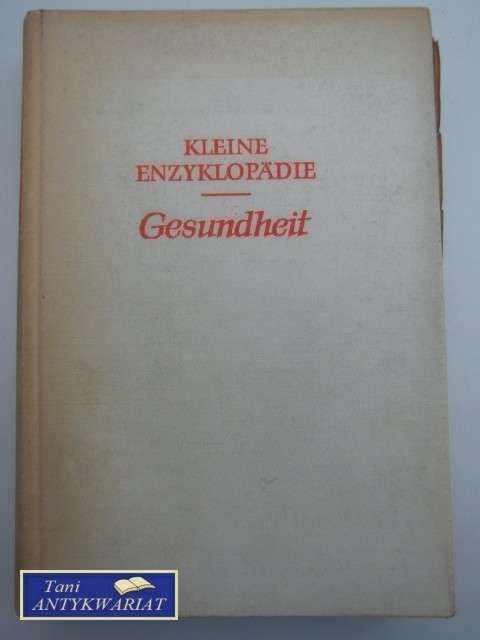 KLEINE
ENZYKLOPÄDIE
Gesundheit
Tani
ANTYKWARIAT